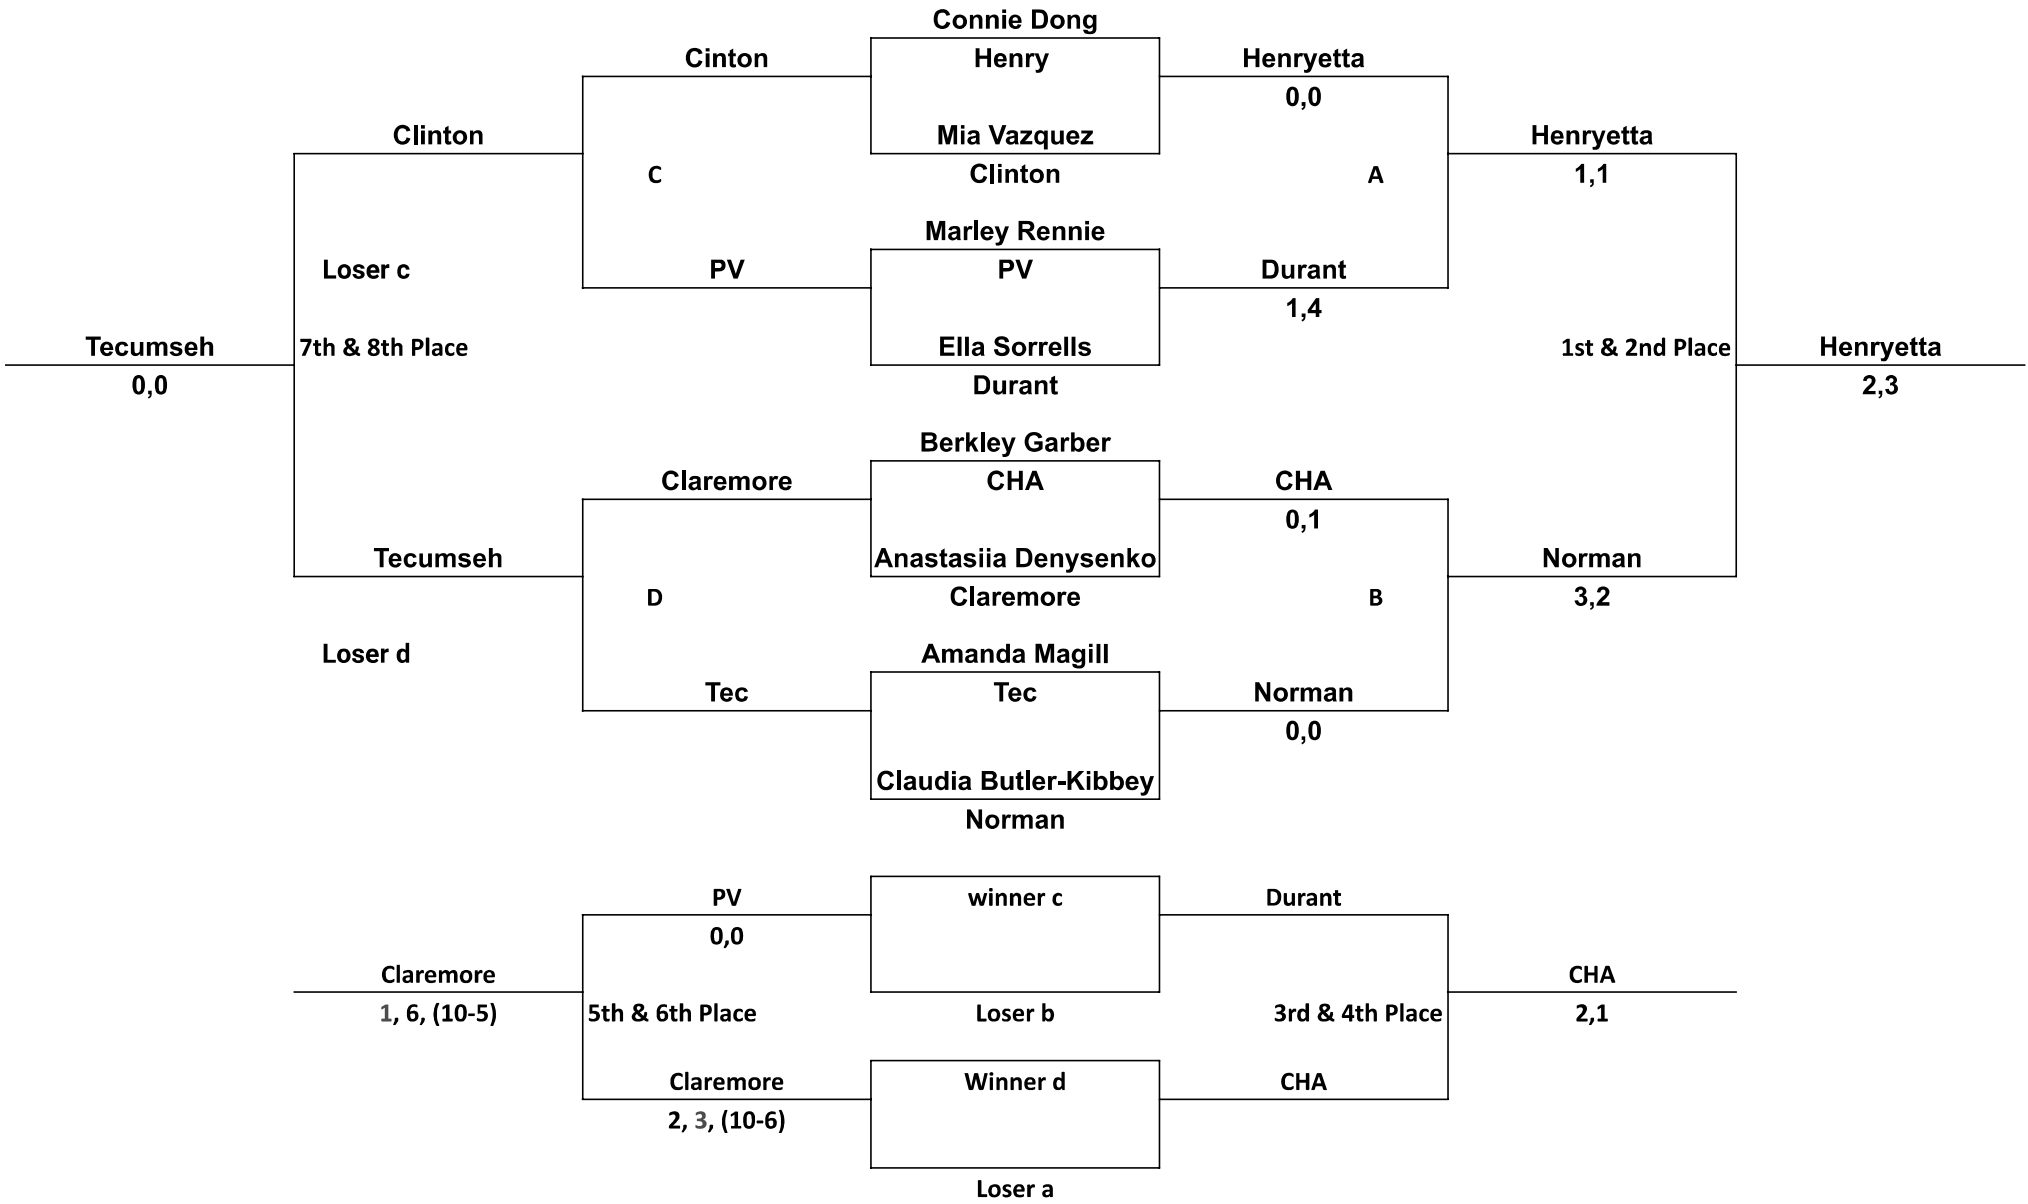 Connie Dong
Cinton
Henry
Henryetta
0,0
Clinton
Mia Vazquez
Henryetta
C
Clinton
A
1,1
Marley Rennie
Loser c
PV
PV
Durant
1,4
Tecumseh
7th & 8th Place
Ella Sorrells
1st & 2nd Place
Henryetta
0,0
Durant
2,3
Berkley Garber
Claremore
CHA
CHA
0,1
Tecumseh
Anastasiia Denysenko
Norman
D
Claremore
B
3,2
Loser d
Amanda Magill
Tec
Tec
Norman
0,0
Claudia Butler-Kibbey
Norman
PV
winner c
Durant
0,0
Claremore
CHA
1, 6, (10-5)
5th & 6th Place
Loser b
3rd & 4th Place
2,1
Claremore
Winner d
CHA
2, 3, (10-6)
Loser a